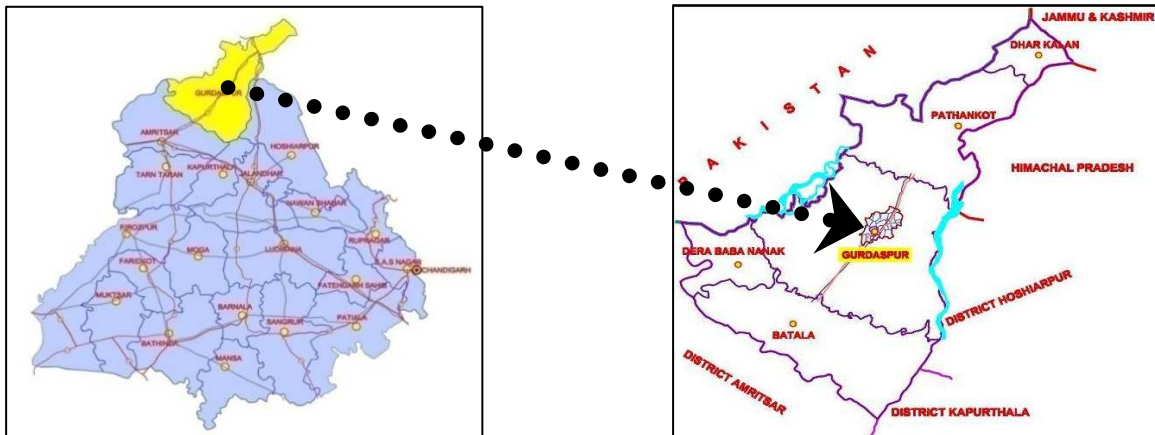 GURDASPUR
AMRITSAR
HOSHIARPUR
KAPURTHALA
TARN TARAN
JALANDHAR
NAWAN SHAHAR
FIROZPUR
RUPNAGAR
MOGA
LUDHIANA
FARIDKOT
S.A.S NAGAR
CHANDIGARH
FATEHGARH SAHIB
MUKTSAR
BARNALA
SANGRUR
PATIALA
BATHINDA
MANSA
JAMMU & KASHMIR
DHAR KALAN
PAKISTAN
PATHANKOT
HIMACHAL PRADESH
DERA BABA NANAK
GURDASPUR
DISTRICT HOSHIARPUR
BATALA
DISTRICT AMRITSAR
DISTRICT KAPURTHALA